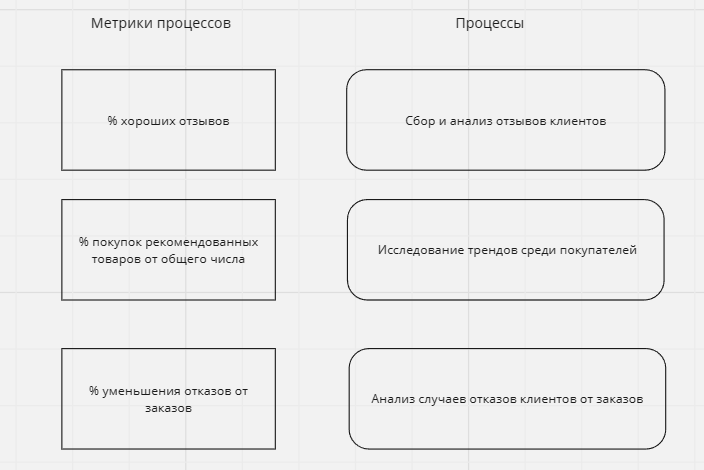 Метрики процессов
Процессы
% хороших отзывов
Сбор и анализ отзывов клиентов
% покупок рекомендованных
товаров от общего числа
Исследование трендов среди покупателей
% уменьшения отказов от
заказов
Анализ случаев отказов клиентов от заказов